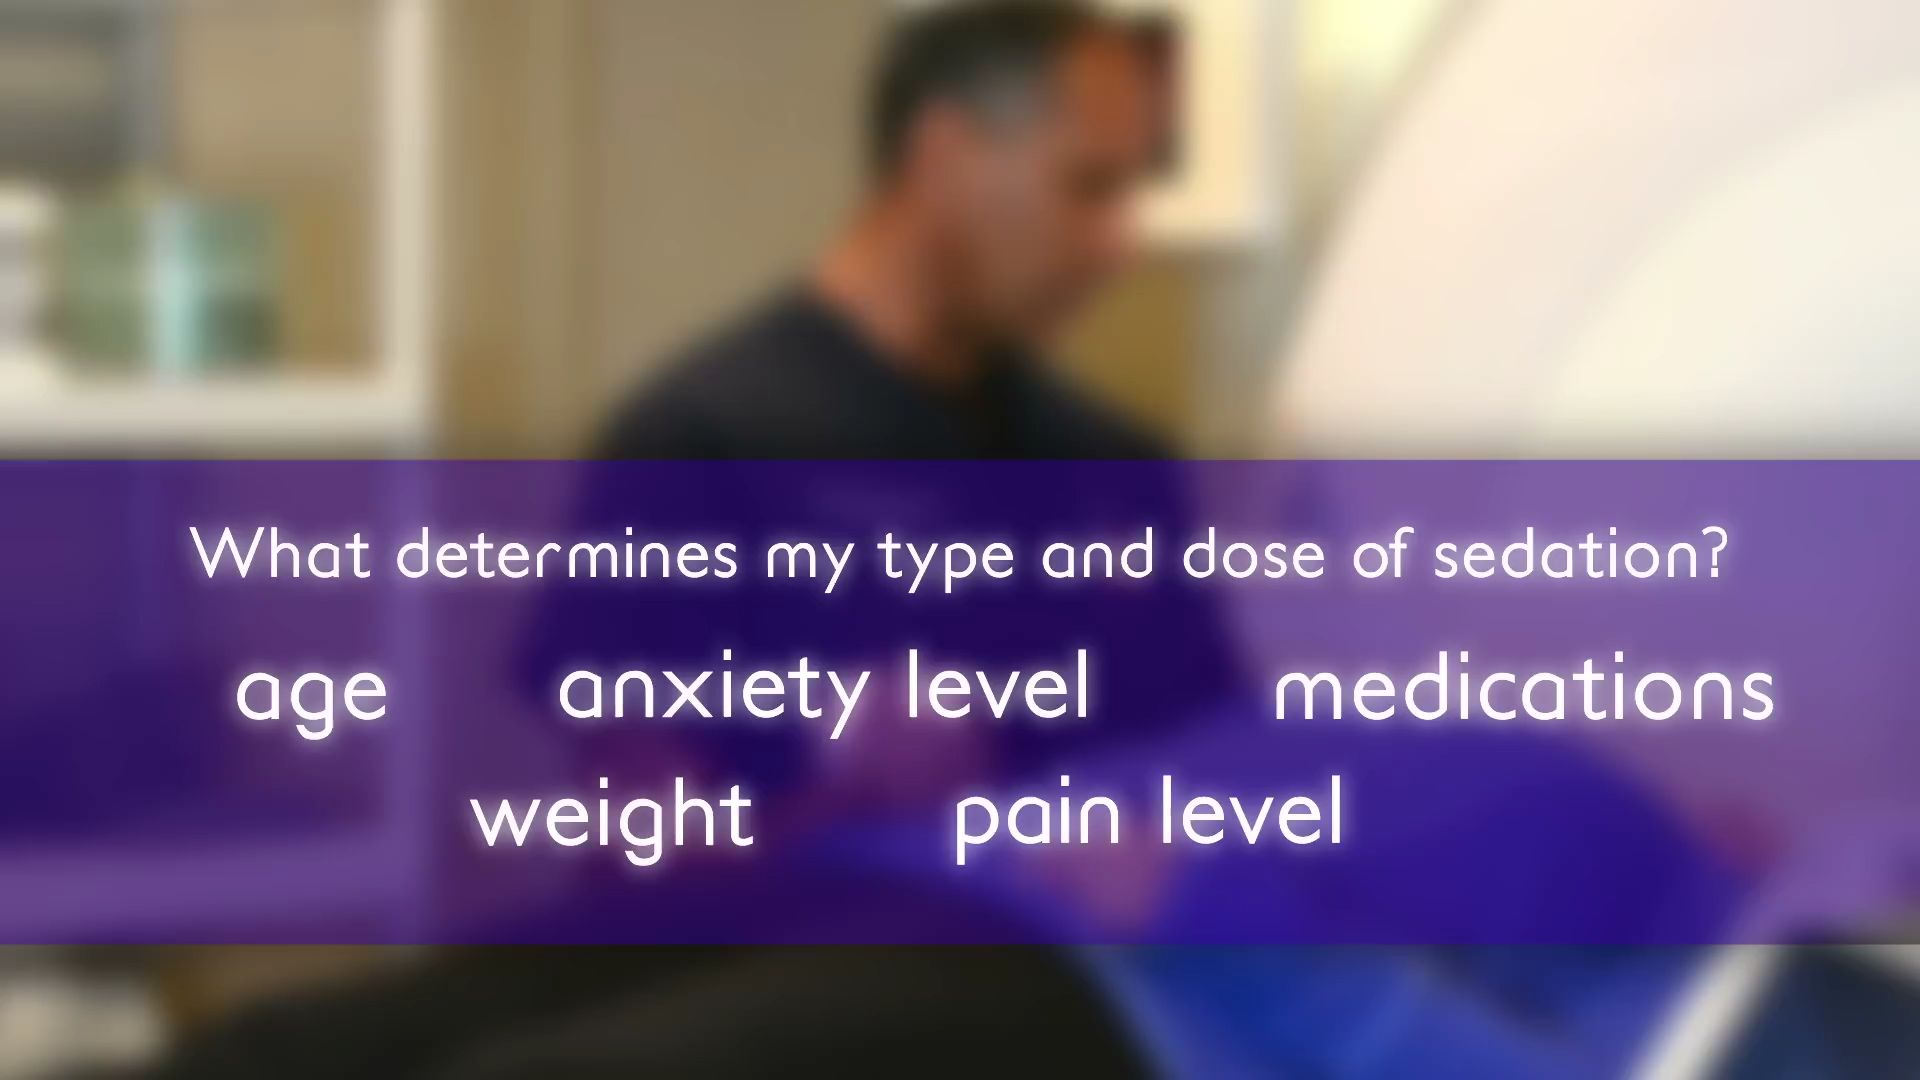 What determines my type and dose of sedation?
age anxiety level medications
weight pain level